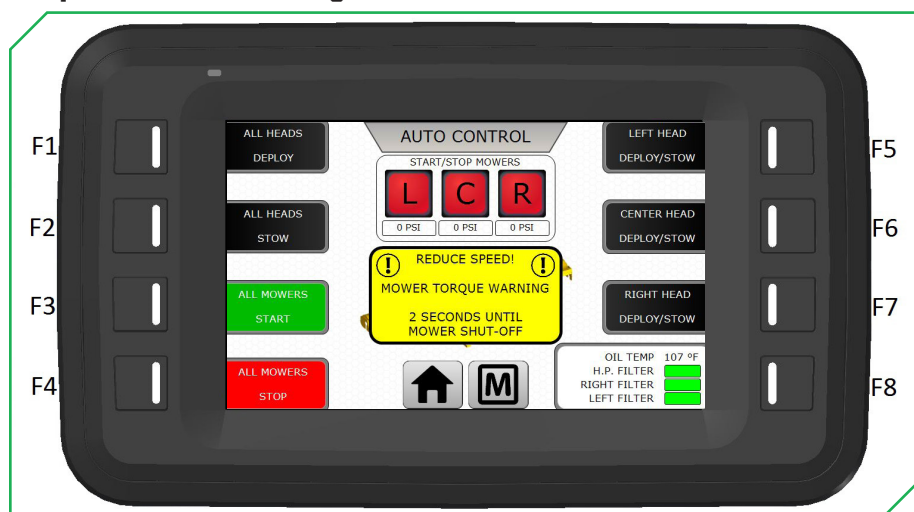 F1
F2
F3
F4
ALL HEADS
DEPLOY
ALL HEADS
STOW
ALL MOWERS
START
ALL MOWERS
STOP
AUTO CONTROL
START/STOP MOWERS
L C R
0 PSI 0 PSI 0 PSI
! REDUCE SPEED! !
MOWER TORQUE WARNING
2 SECONDS UNTIL
MOWER SHUT-OFF
M
LEFT HEAD
DEPLOY/STOW
CENTER HEAD
DEPLOY/STOW
RIGHT HEAD
DEPLOY/STOW
OIL TEMP 107 ºF
H.P. FILTER
RIGHT FILTER
LEFT FILTER
F5
F6
F7
F8